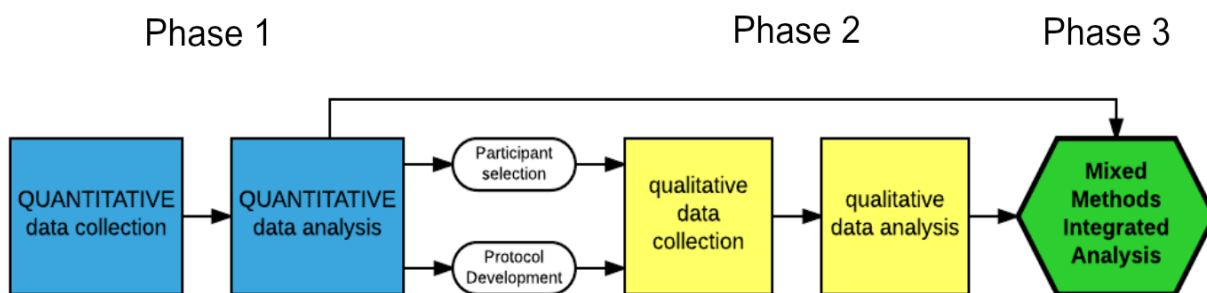 Phase 1
Phase 2
Phase 3
QUANTITATIVE
data collection
QUANTITATIVE
data analysis
Participant
selection
Protocol
Development
qualitative
data
collection
qualitative
data analysis
Mixed
Methods
Integrated
Analysis